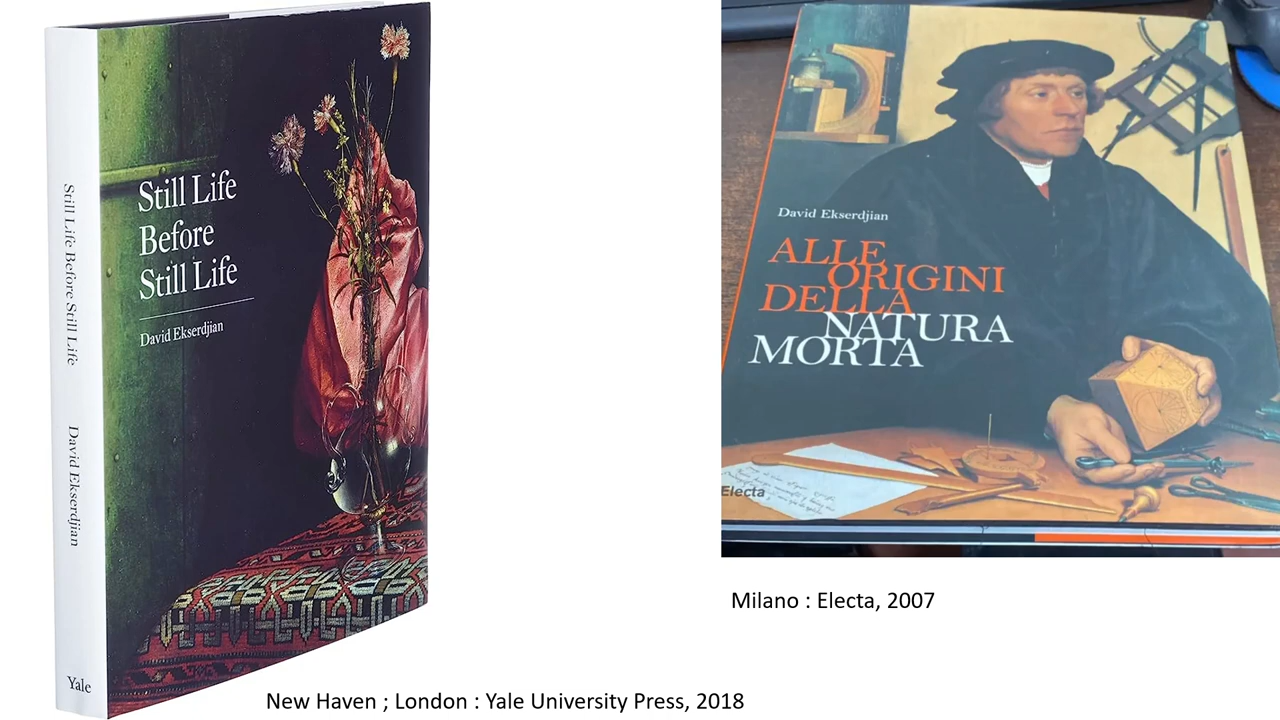 Still Life Before Still Life
David Ekserdjian
Yale
Still Life
Before
Still Life
David Ekserdjian
New Haven ; London : Yale University Press, 2018
David Ekserdjian
ALLE
ORIGINI
DELLA
NATURA
MORTA
Electa
Milano : Electa, 2007